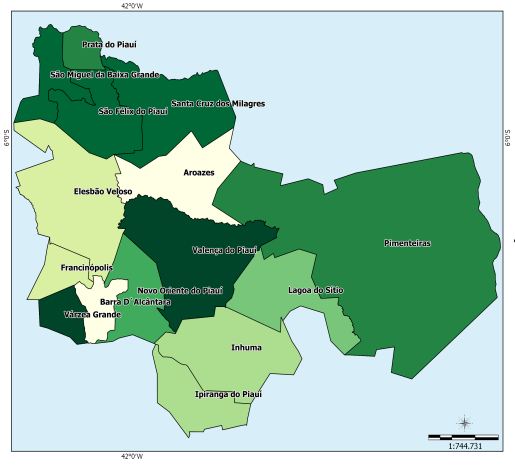 42°0'W
Prata do Piauí
São Miguel da Baixa Grande
Santa Cruz dos Milagres
São Félix do Piauí
6°0'S
6°0'S
Aroazes
Elesbão Veloso
Valença do Piauí
Pimenteiras
Francinópolis
Novo Oriente do Piauí
Lagoa do Sítio
Barra D´Alcântara
Várzea Grande
Inhuma
Ipiranga do Piauí
1:744.731
42°0'W